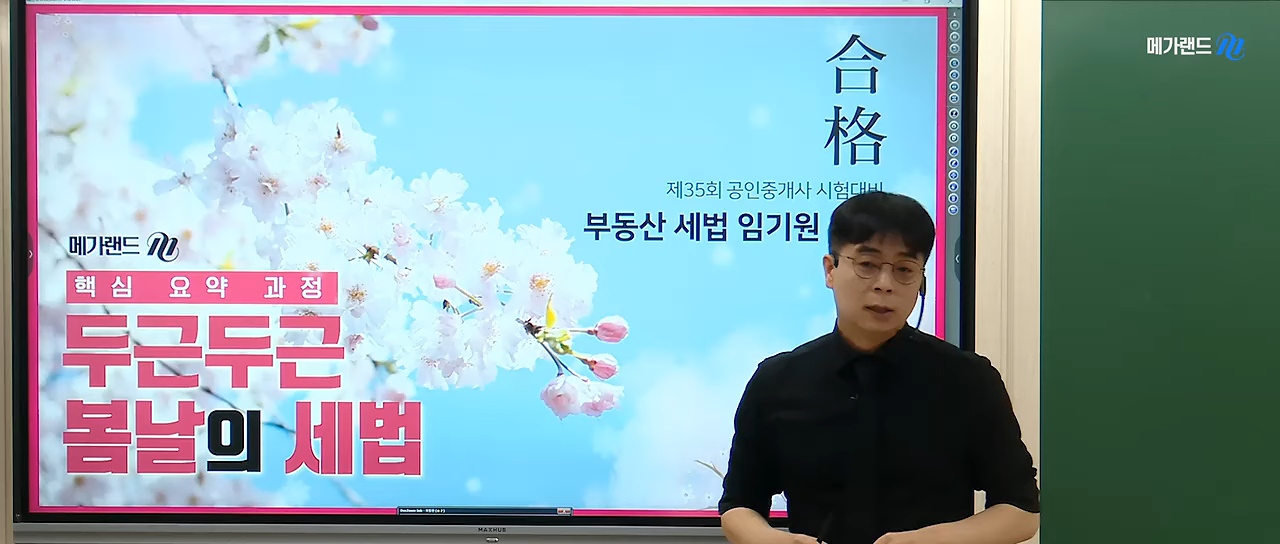 메가랜드
合
格
제35회 공인중개사 시험대비
부동산 세법 임기원
메가랜드
핵심 요약 과정
두근두근
봄날의 세법
MAXHUB